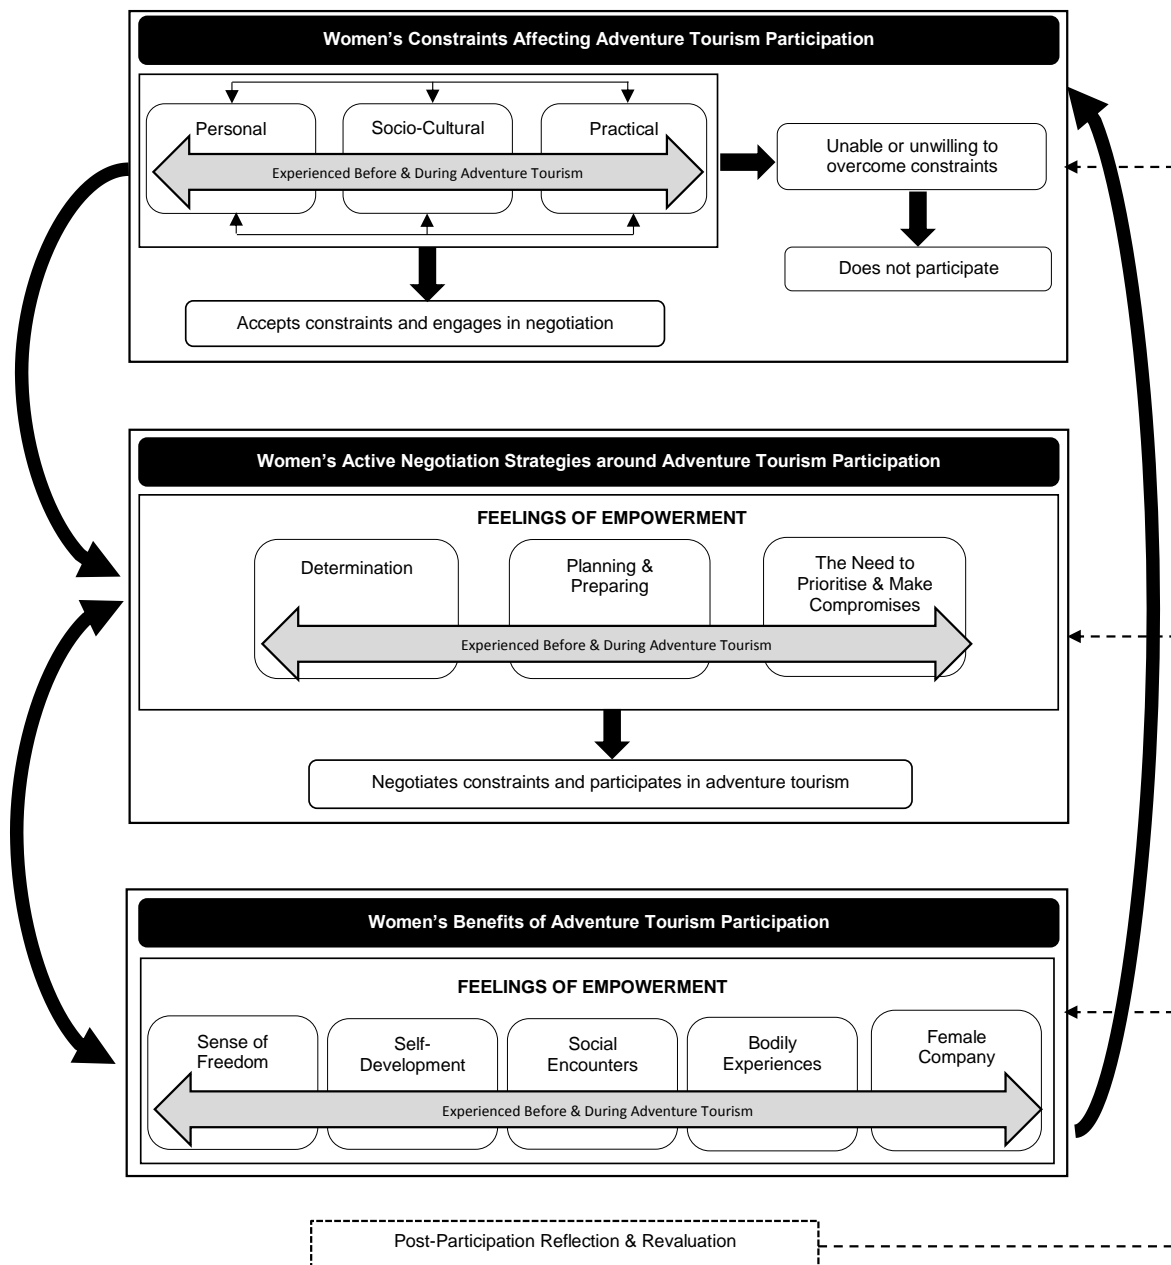 Women’s Constraints Affecting Adventure Tourism Participation
Personal
Socio-Cultural
Practical
Experienced Before & During Adventure Tourism
Unable or unwilling to
overcome constraints
Does not participate
Accepts constraints and engages in negotiation
Women’s Active Negotiation Strategies around Adventure Tourism Participation
FEELINGS OF EMPOWERMENT
Determination
Planning &
Preparing
The Need to
Prioritise & Make
Compromises
Experienced Before & During Adventure Tourism
Negotiates constraints and participates in adventure tourism
Women’s Benefits of Adventure Tourism Participation
FEELINGS OF EMPOWERMENT
Sense of
Freedom
Self-
Development
Social
Encounters
Bodily
Experiences
Female
Company
Experienced Before & During Adventure Tourism
Post-Participation Reflection & Revaluation